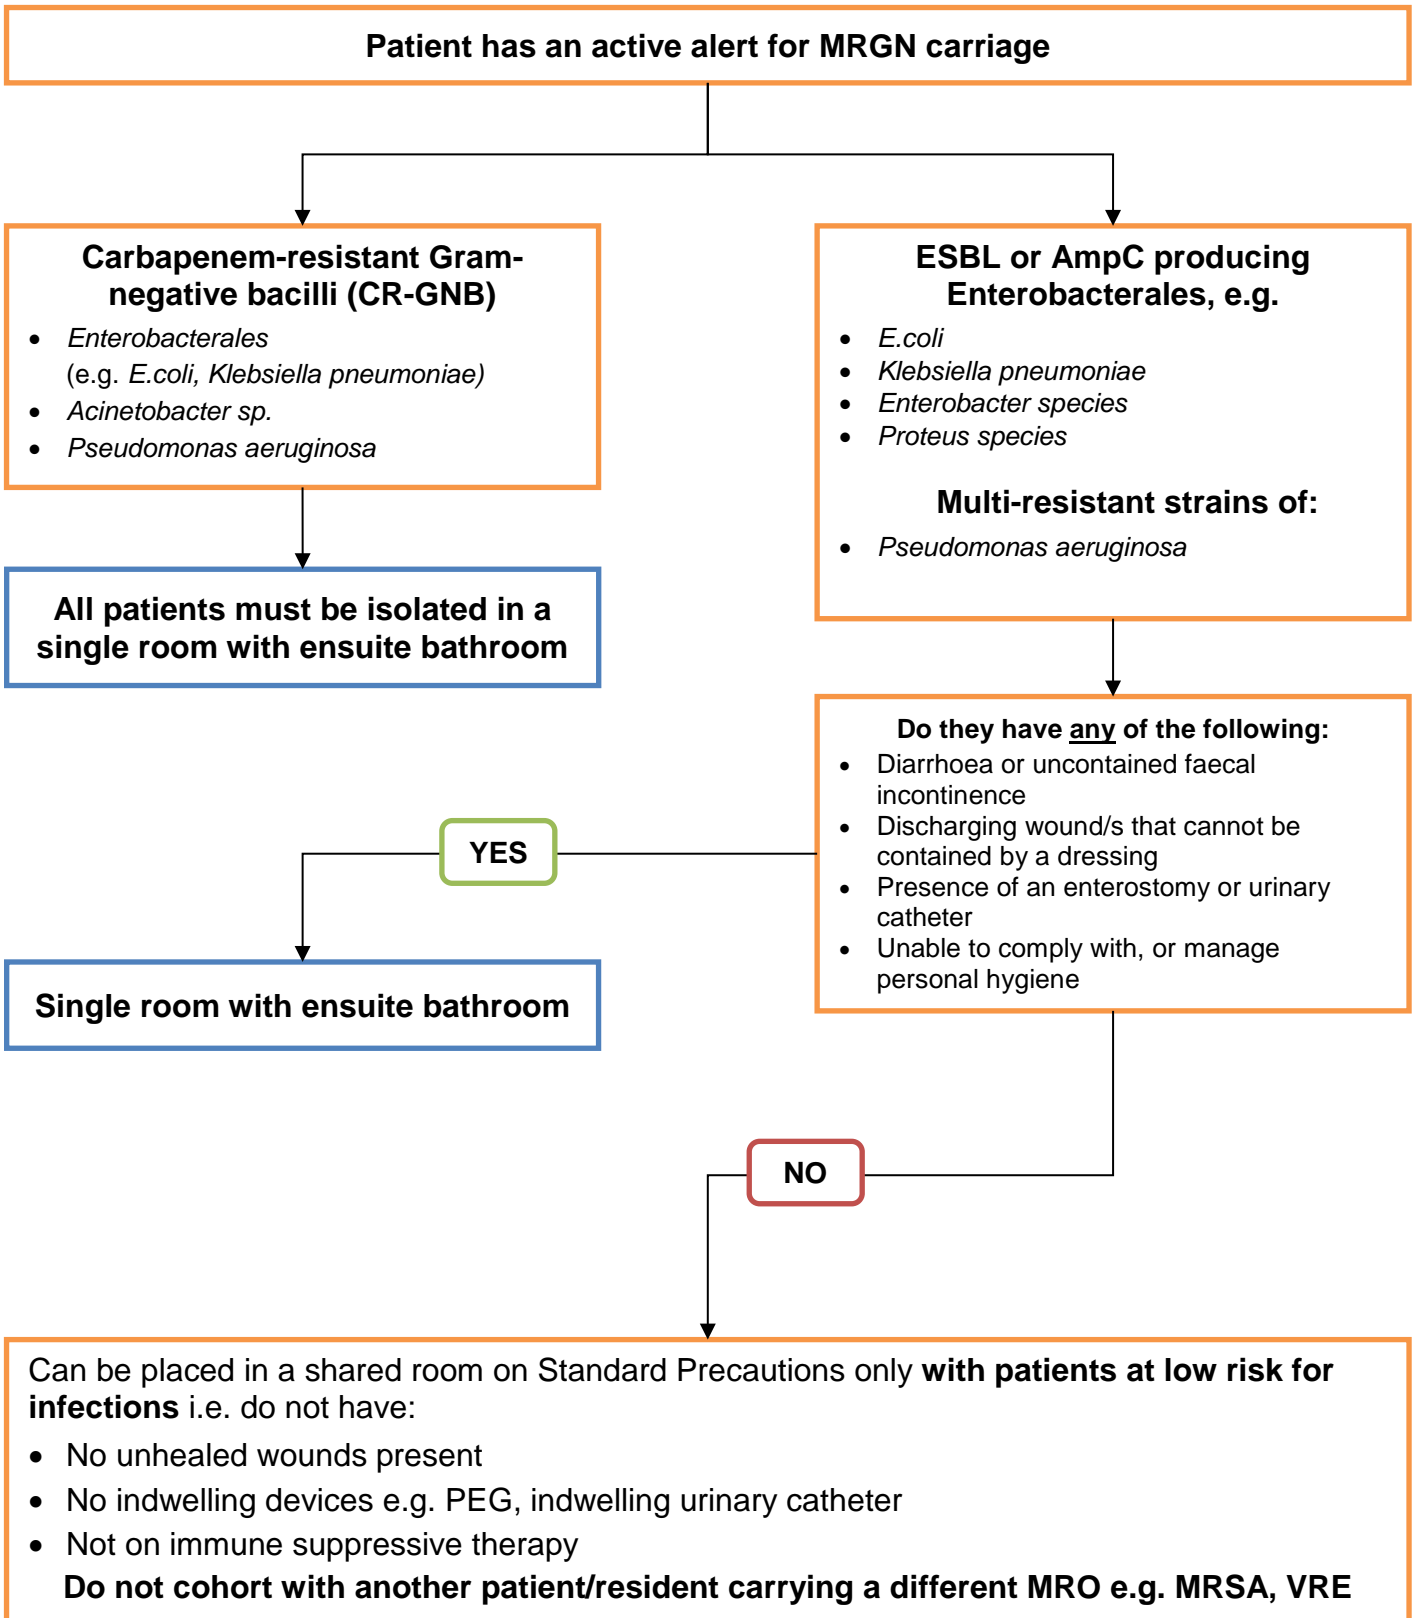 Patient has an active alert for MRGN carriage
Carbapenem-resistant Gram-
negative bacilli (CR-GNB)
• Enterobacterales
(e.g. E.coli, Klebsiella pneumoniae)
• Acinetobacter sp.
• Pseudomonas aeruginosa
ESBL or AmpC producing
Enterobacterales, e.g.
• E.coli
• Klebsiella pneumoniae
• Enterobacter species
• Proteus species
Multi-resistant strains of:
• Pseudomonas aeruginosa
All patients must be isolated in a
single room with ensuite bathroom
Do they have any of the following:
• Diarrhoea or uncontained faecal
incontinence
• Discharging wound/s that cannot be
contained by a dressing
• Presence of an enterostomy or urinary
catheter
• Unable to comply with, or manage
personal hygiene
YES
Single room with ensuite bathroom
NO
Can be placed in a shared room on Standard Precautions only with patients at low risk for
infections i.e. do not have:
• No unhealed wounds present
• No indwelling devices e.g. PEG, indwelling urinary catheter
• Not on immune suppressive therapy
Do not cohort with another patient/resident carrying a different MRO e.g. MRSA, VRE